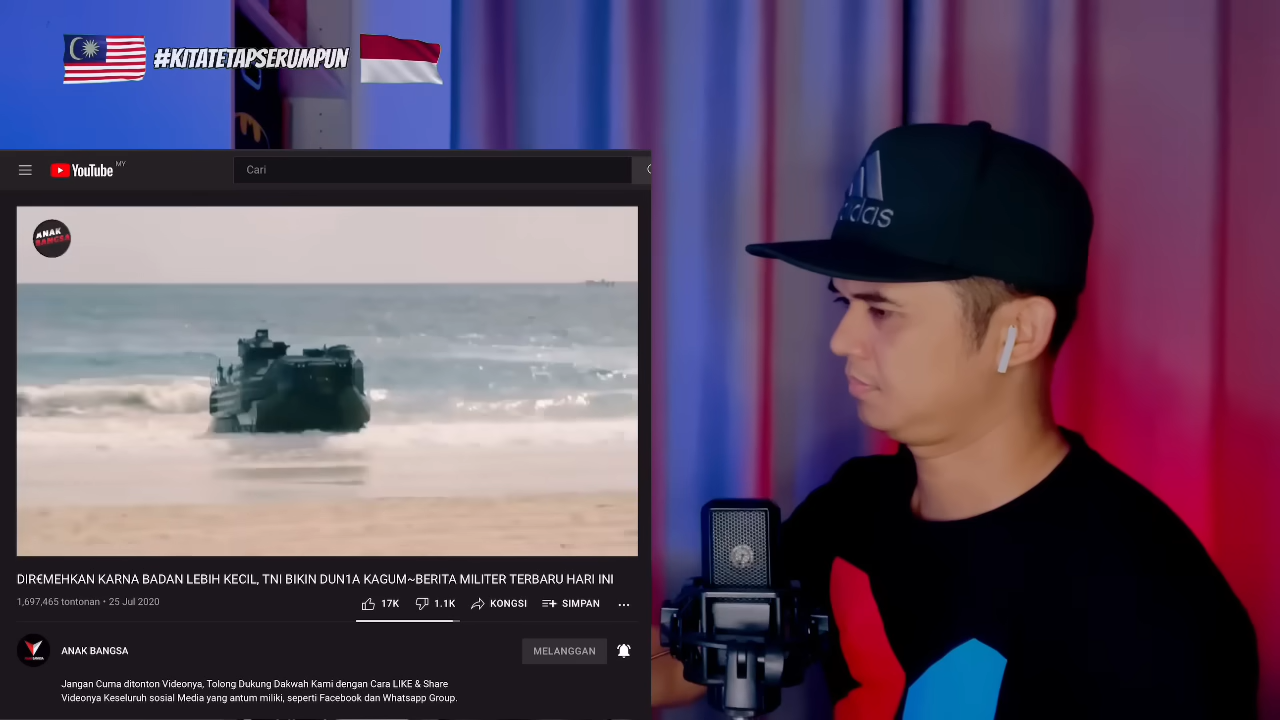 #KITATETAPSERUMPUN
YouTube MY
Cari
ANAK
BANGSA
adidas
DIR€MEHKAN KARNA BADAN LEBIH KECIL, TNI BIKIN DUN1A KAGUM~BERITA MILITER TERBARU HARI INI
1,697,465 tontonan • 25 Jul 2020
17K 1.1K KONGSI SIMPAN
ANAK BANGSA
MELANGGAN
Jangan Cuma ditonton Videonya, Tolong Dukung Dakwah Kami dengan Cara LIKE & Share
Videonya Keseluruh sosial Media yang antum miliki, seperti Facebook dan Whatsapp Group.